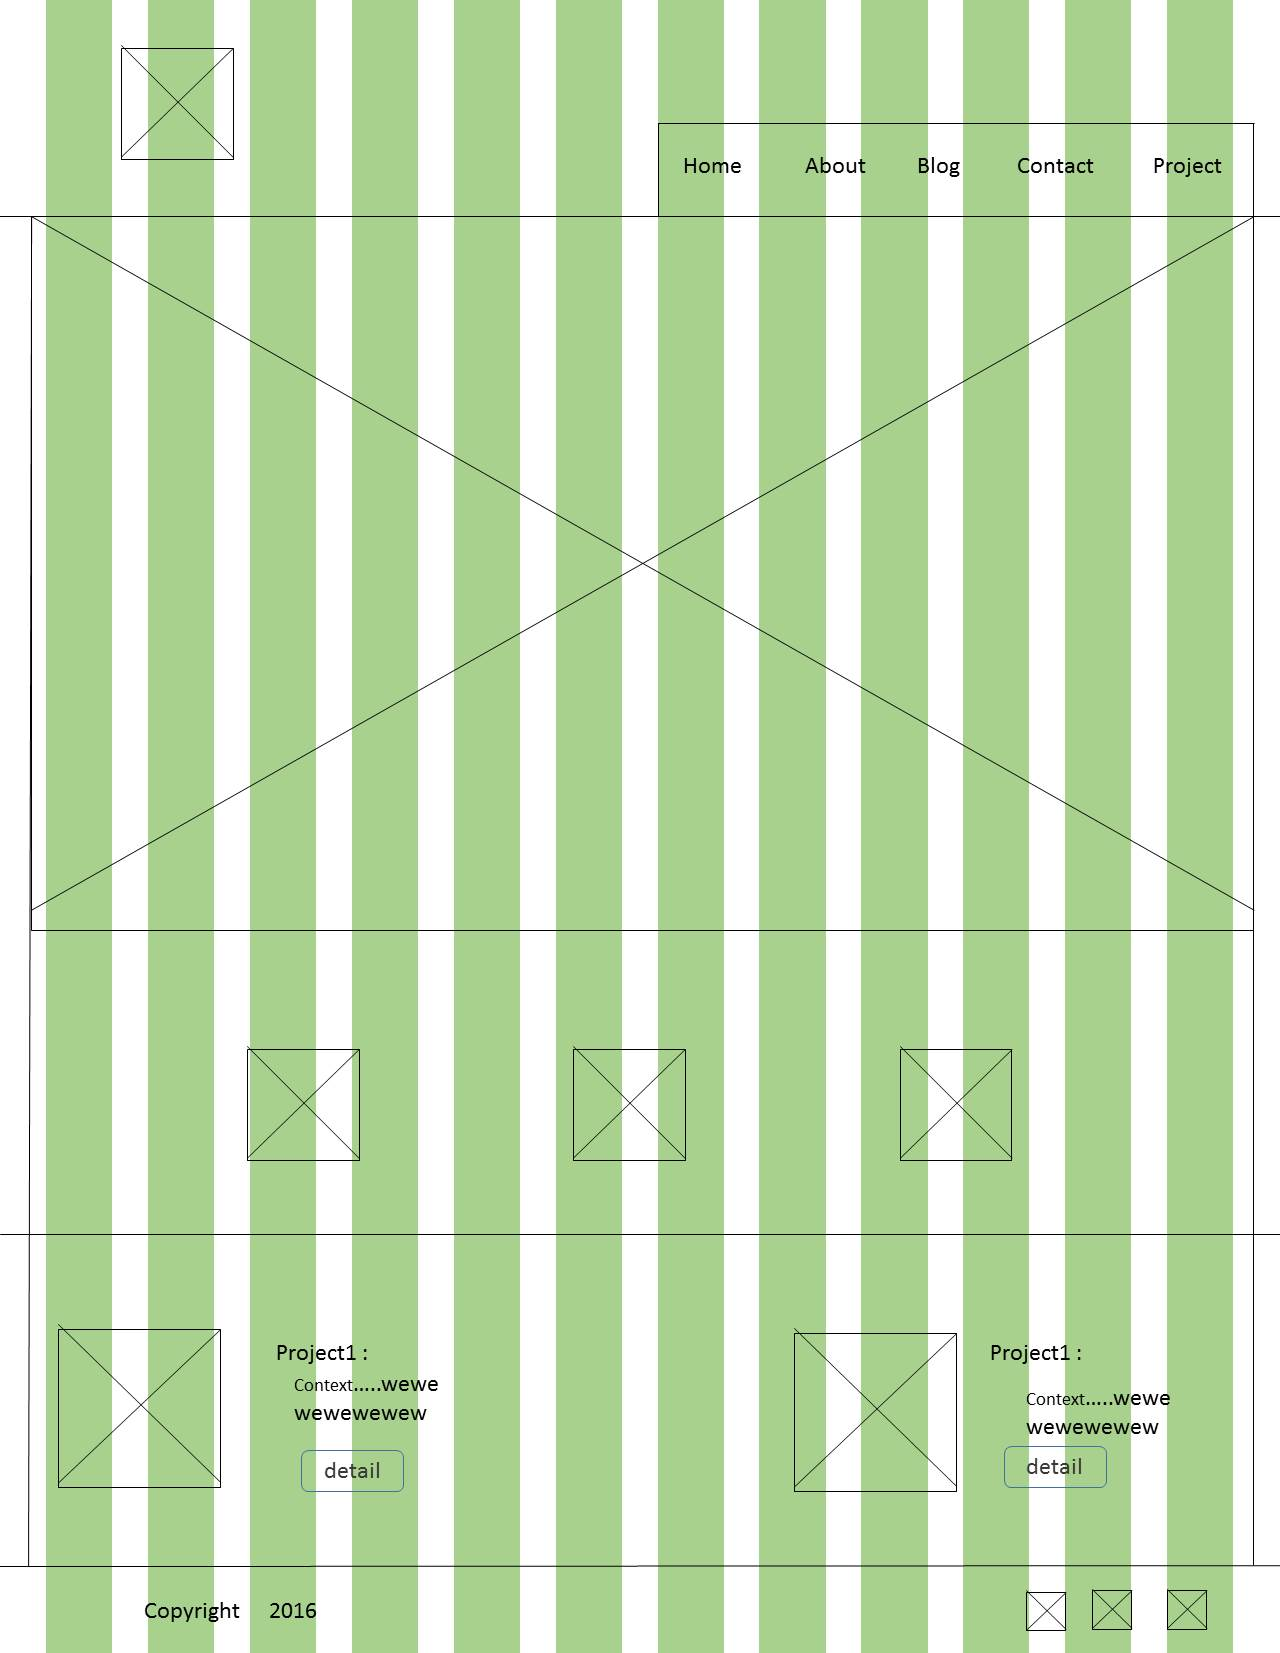 Home About Blog Contact Project
Project1 :
Context.....wewe
wewewewew
detail
Project1 :
Context.....wewe
wewewewew
detail
Copyright 2016